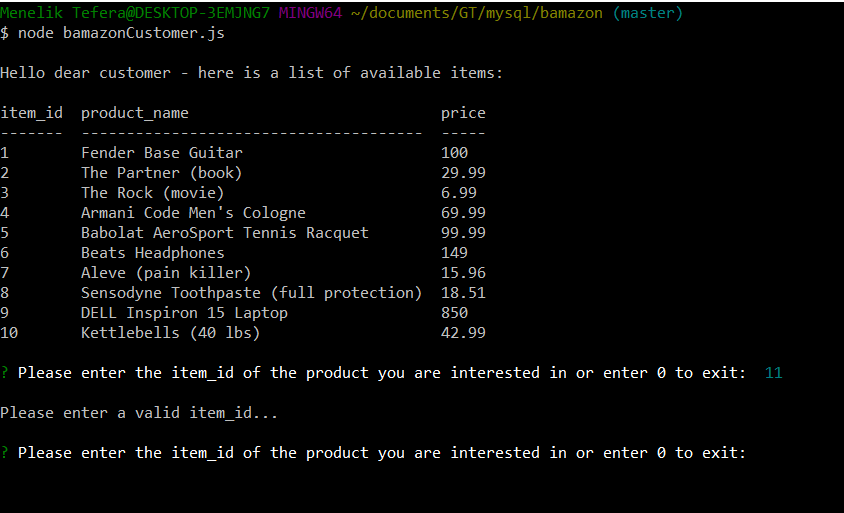 Menelik Tefera@DESKTOP-3EMJNG7 MINGW64 ~/documents/GT/mysql/bamazon (master)
$ node bamazonCustomer.js
Hello dear customer - here is a list of available items:
item_id  product_name                            price
-------  --------------------------------------  -----
1        Fender Base Guitar                      100
2        The Partner (book)                      29.99
3        The Rock (movie)                        6.99
4        Armani Code Men's Cologne               69.99
5        Babolat AeroSport Tennis Racquet        99.99
6        Beats Headphones                        149
7        Aleve (pain killer)                     15.96
8        Sensodyne Toothpaste (full protection)  18.51
9        DELL Inspiron 15 Laptop                 850
10       Kettlebells (40 lbs)                    42.99
? Please enter the item_id of the product you are interested in or enter 0 to exit:  11
Please enter a valid item_id...
? Please enter the item_id of the product you are interested in or enter 0 to exit: